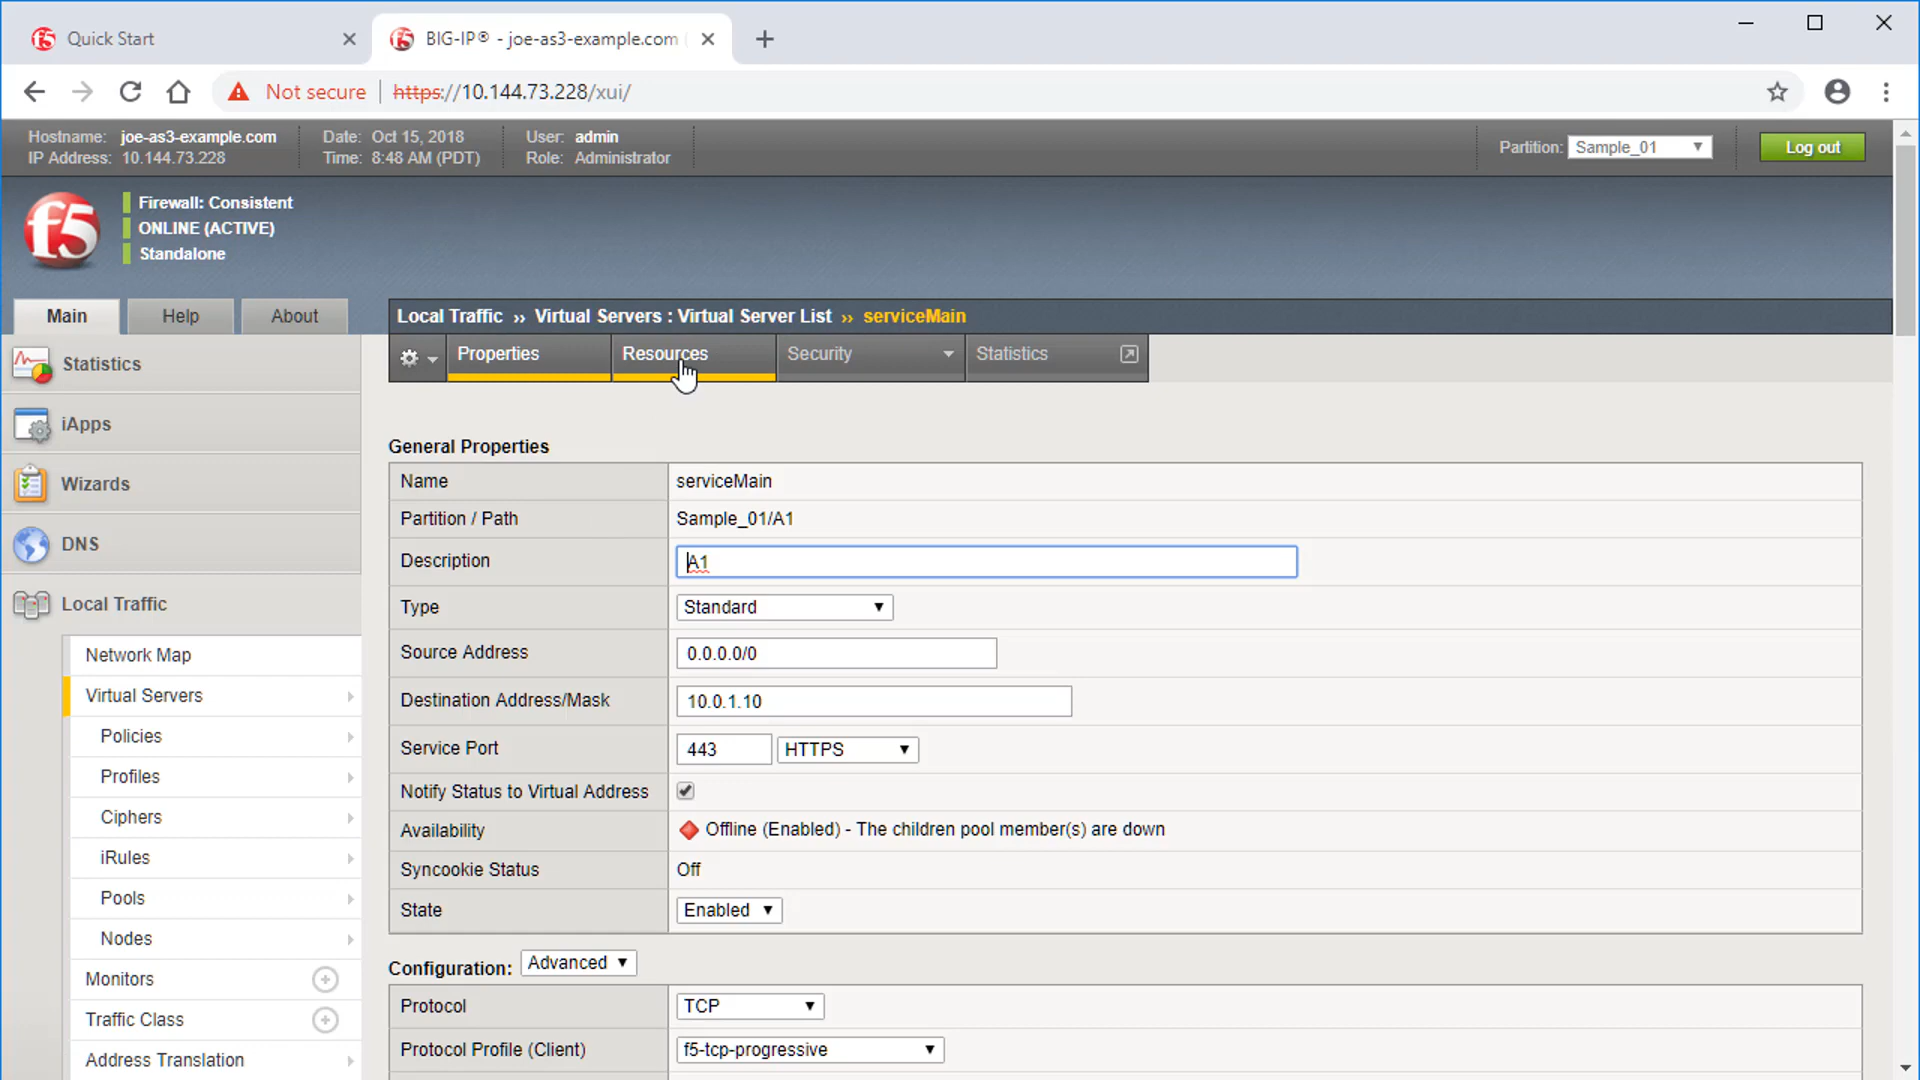 Quick Start
BIG-IP® - joe-as3-example.com (
Not secure | https://10.144.73.228/xui/
Hostname: joe-as3-example.com
IP Address: 10.144.73.228
Date: Oct 15, 2018
Time: 8:48 AM (PDT)
User: admin
Role: Administrator
Partition: Sample_01
Log out
f5
Firewall: Consistent
ONLINE (ACTIVE)
Standalone
Main
Help
About
Local Traffic ›› Virtual Servers : Virtual Server List ›› serviceMain
Properties
Resources
Security
Statistics
Statistics
iApps
Wizards
DNS
Local Traffic
Network Map
Virtual Servers
Policies
Profiles
Ciphers
iRules
Pools
Nodes
Monitors
Traffic Class
Address Translation
General Properties
Name serviceMain
Partition / Path Sample_01/A1
Description A1
Type Standard
Source Address 0.0.0.0/0
Destination Address/Mask 10.0.1.10
Service Port 443 HTTPS
Notify Status to Virtual Address
Availability Offline (Enabled) - The children pool member(s) are down
Syncookie Status Off
State Enabled
Configuration: Advanced
Protocol TCP
Protocol Profile (Client) f5-tcp-progressive